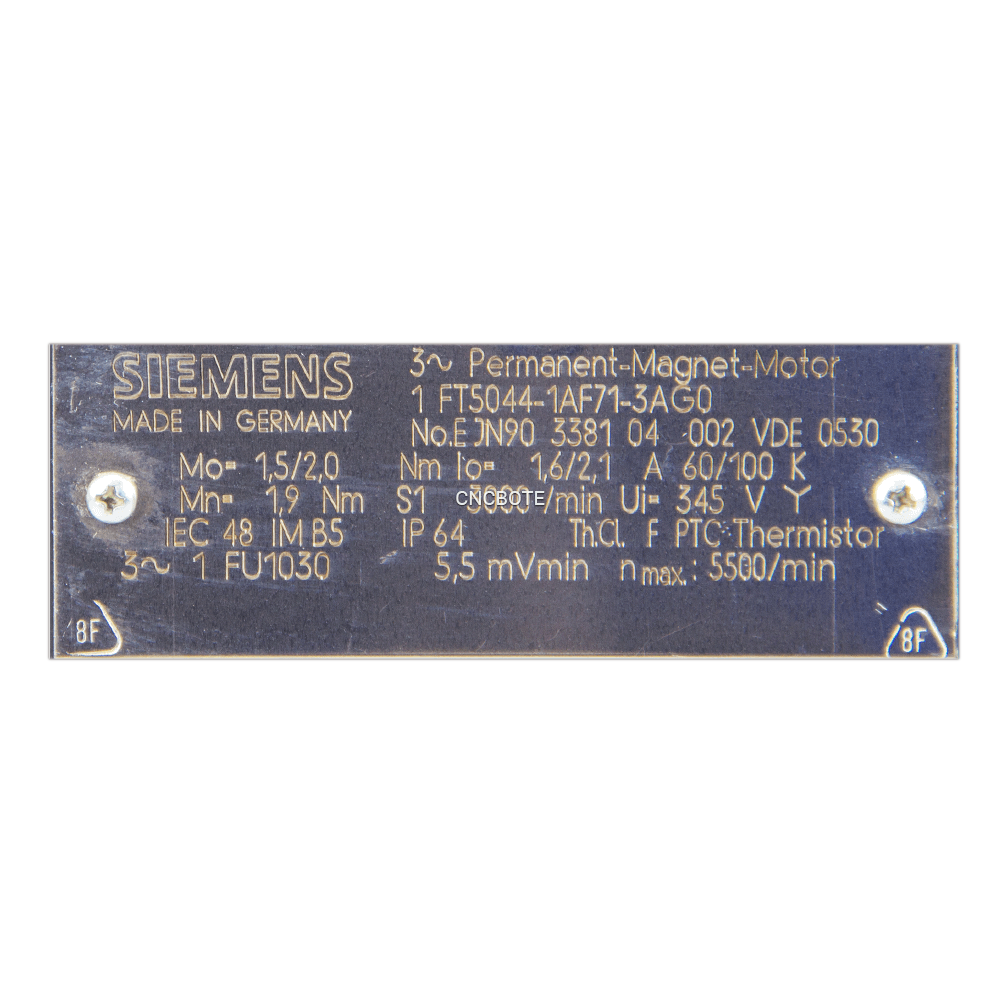 SIEMENS
MADE IN GERMANY
3~ Permanent-Magnet-Motor
1 FT5044-1AF71-3AG0
No.E JN90 3381 04 002 VDE 0530
Mo= 1,5/2,0 Nm Io= 1,6/2,1 A 60/100 K
Mn= 1,9 Nm S1 /min Ui= 345 V Y
CNCBOTE
IEC 48 IM B5 IP 64 Th.Cl. F PTC-Thermistor
3~ 1 FU1030 5,5 mVmin nmax.: 5500/min
8F
8F